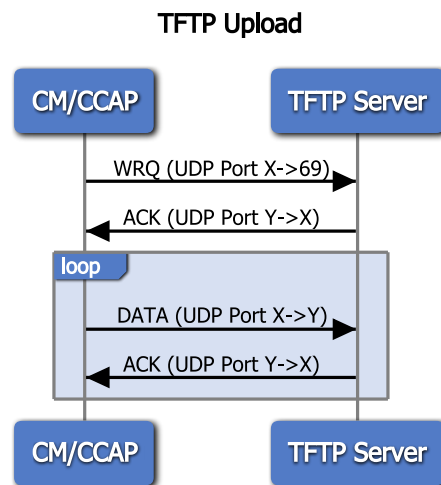 TFTP Upload
CM/CCAP
TFTP Server
WRQ (UDP Port X->69)
ACK (UDP Port Y->X)
loop
DATA (UDP Port X->Y)
ACK (UDP Port Y->X)
CM/CCAP
TFTP Server